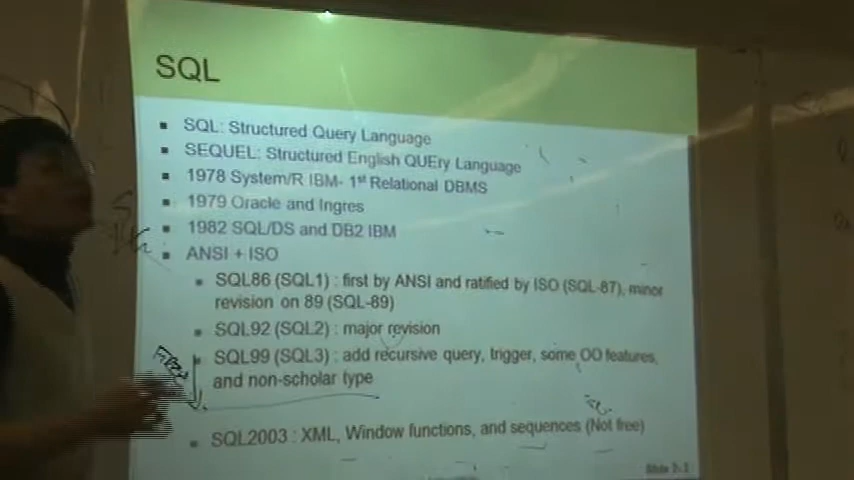 SQL
SQL: Structured Query Language
SEQUEL: Structured English QUEry Language
1978 System/R IBM- 1st Relational DBMS
1979 Oracle and Ingres
1982 SQL/DS and DB2 IBM
ANSI + ISO
SQL86 (SQL1) : first by ANSI and ratified by ISO (SQL-87), minor
revision on 89 (SQL-89)
SQL92 (SQL2) : major revision
SQL99 (SQL3) : add recursive query, trigger, some OO features,
and non-scholar type
SQL2003 : XML, Window functions, and sequences (Not free)